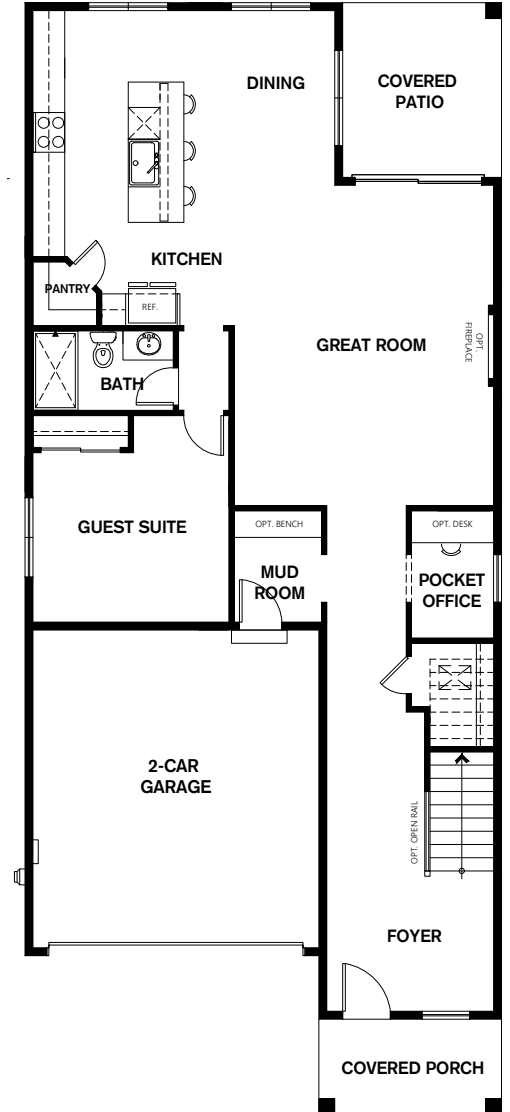 DINING
COVERED
PATIO
KITCHEN
PANTRY
REF.
GREAT ROOM
OPT.
FIREPLACE
BATH
GUEST SUITE
OPT. BENCH
MUD
ROOM
OPT. DESK
POCKET
OFFICE
2-CAR
GARAGE
OPT. OPEN RAIL
FOYER
COVERED PORCH